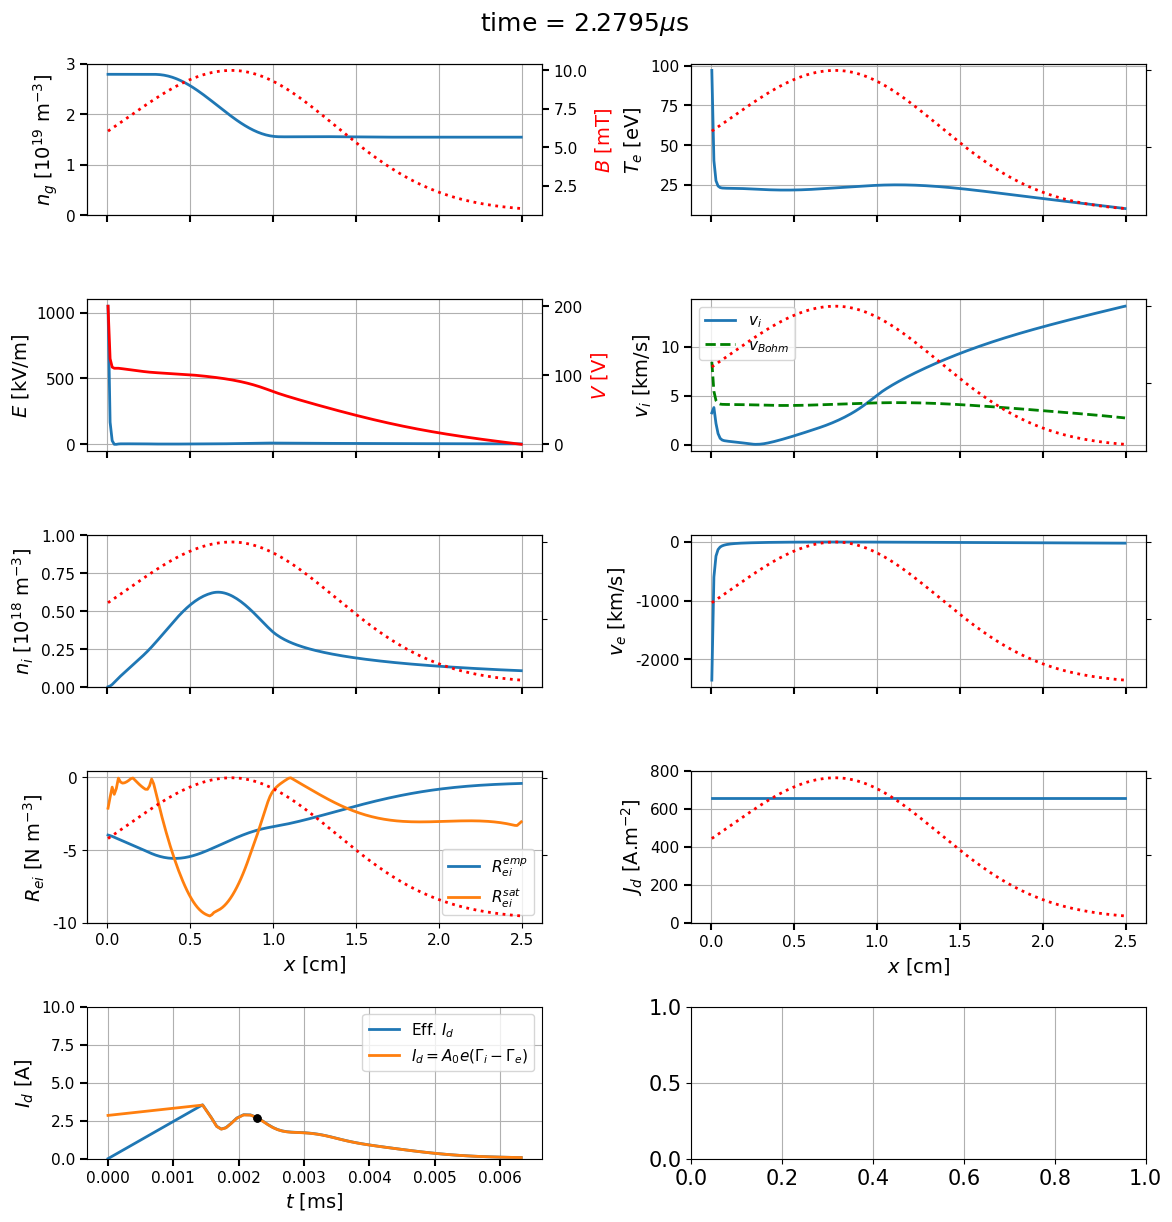 time = 2.2795μs
3
2
1
0
n_g [10^19 m^−3]
10.0
7.5
5.0
2.5
B [mT]
100
75
50
25
T_e [eV]
1000
500
0
E [kV/m]
200
100
0
V [V]
10
5
0
v_i [km/s]
v_i
v_Bohm
1.00
0.75
0.50
0.25
0.00
n_i [10^18 m^−3]
0
-1000
-2000
v_e [km/s]
0
-5
-10
R_ei [N m^−3]
R_ei^emp
R_ei^sat
0.0 0.5 1.0 1.5 2.0 2.5
x [cm]
800
600
400
200
0
J_d [A.m^−2]
0.0 0.5 1.0 1.5 2.0 2.5
x [cm]
10.0
7.5
5.0
2.5
0.0
I_d [A]
Eff. I_d
I_d = A_0e(Γ_i − Γ_e)
0.000 0.001 0.002 0.003 0.004 0.005 0.006
t [ms]
1.0
0.5
0.0
0.0 0.2 0.4 0.6 0.8 1.0